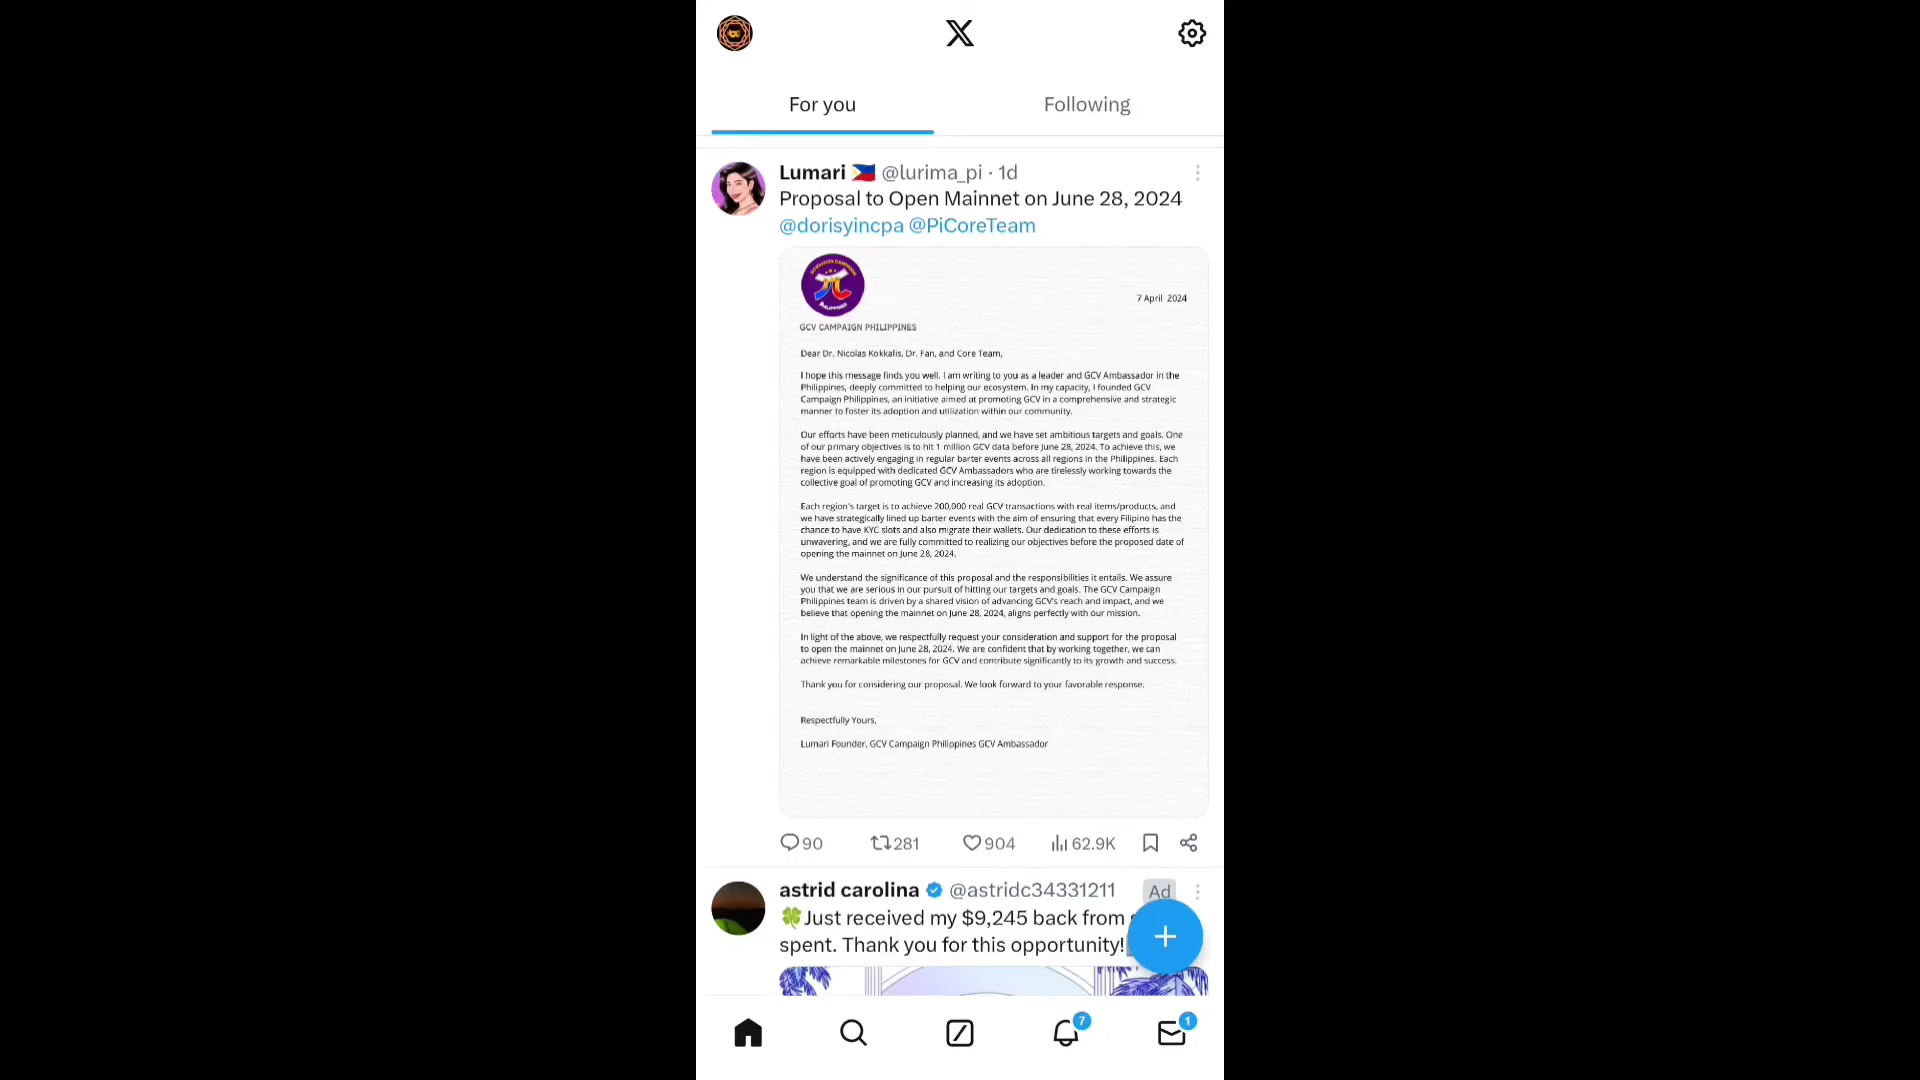 For you
Following
Lumari 🇵🇭 @lurima_pi · 1d
Proposal to Open Mainnet on June 28, 2024
@dorisyincpa @PiCoreTeam
PHILIPPINES
7 April 2024
GCV CAMPAIGN PHILIPPINES
Dear Dr. Nicolas Kokkalis, Dr. Fan, and Core Team,
I hope this message finds you well. I am writing to you as a leader and GCV Ambassador in the
Philippines, deeply committed to helping our ecosystem. In my capacity, I founded GCV
Campaign Philippines, an initiative aimed at promoting GCV in a comprehensive and strategic
manner to foster its adoption and utilization within our community.
Our efforts have been meticulously planned, and we have set ambitious targets and goals. One
of our primary objectives is to hit 1 million GCV data before June 28, 2024. To achieve this, we
have been actively engaging in regular barter events across all regions in the Philippines. Each
region is equipped with dedicated GCV Ambassadors who are tirelessly working towards the
collective goal of promoting GCV and increasing its adoption.
Each region's target is to achieve 200,000 real GCV transactions with real items/products, and
we have strategically lined up barter events with the aim of ensuring that every Filipino has the
chance to have KYC slots and also migrate their wallets. Our dedication to these efforts is
unwavering, and we are fully committed to realizing our objectives before the proposed date of
opening the mainnet on June 28, 2024.
We understand the significance of this proposal and the responsibilities it entails. We assure
you that we are serious in our pursuit of hitting our targets and goals. The GCV Campaign
Philippines team is driven by a shared vision of advancing GCV's reach and impact, and we
believe that opening the mainnet on June 28, 2024, aligns perfectly with our mission.
In light of the above, we respectfully request your consideration and support for the proposal
to open the mainnet on June 28, 2024. We are confident that by working together, we can
achieve remarkable milestones for GCV and contribute significantly to its growth and success.
Thank you for considering our proposal. We look forward to your favorable response.
Respectfully Yours,
Lumari Founder, GCV Campaign Philippines GCV Ambassador
90 281 904 62.9K
astrid carolina @astridc34331211 Ad
🍀Just received my $9,245 back from
spent. Thank you for this opportunity!
7 1